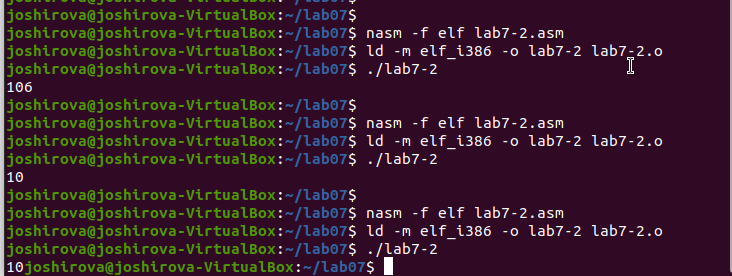 joshirova@joshirova-VirtualBox:~/lab07$
joshirova@joshirova-VirtualBox:~/lab07$ nasm -f elf lab7-2.asm
joshirova@joshirova-VirtualBox:~/lab07$ ld -m elf_i386 -o lab7-2 lab7-2.o
joshirova@joshirova-VirtualBox:~/lab07$ ./lab7-2
106
joshirova@joshirova-VirtualBox:~/lab07$
joshirova@joshirova-VirtualBox:~/lab07$ nasm -f elf lab7-2.asm
joshirova@joshirova-VirtualBox:~/lab07$ ld -m elf_i386 -o lab7-2 lab7-2.o
joshirova@joshirova-VirtualBox:~/lab07$ ./lab7-2
10
joshirova@joshirova-VirtualBox:~/lab07$
joshirova@joshirova-VirtualBox:~/lab07$ nasm -f elf lab7-2.asm
joshirova@joshirova-VirtualBox:~/lab07$ ld -m elf_i386 -o lab7-2 lab7-2.o
joshirova@joshirova-VirtualBox:~/lab07$ ./lab7-2
10joshirova@joshirova-VirtualBox:~/lab07$